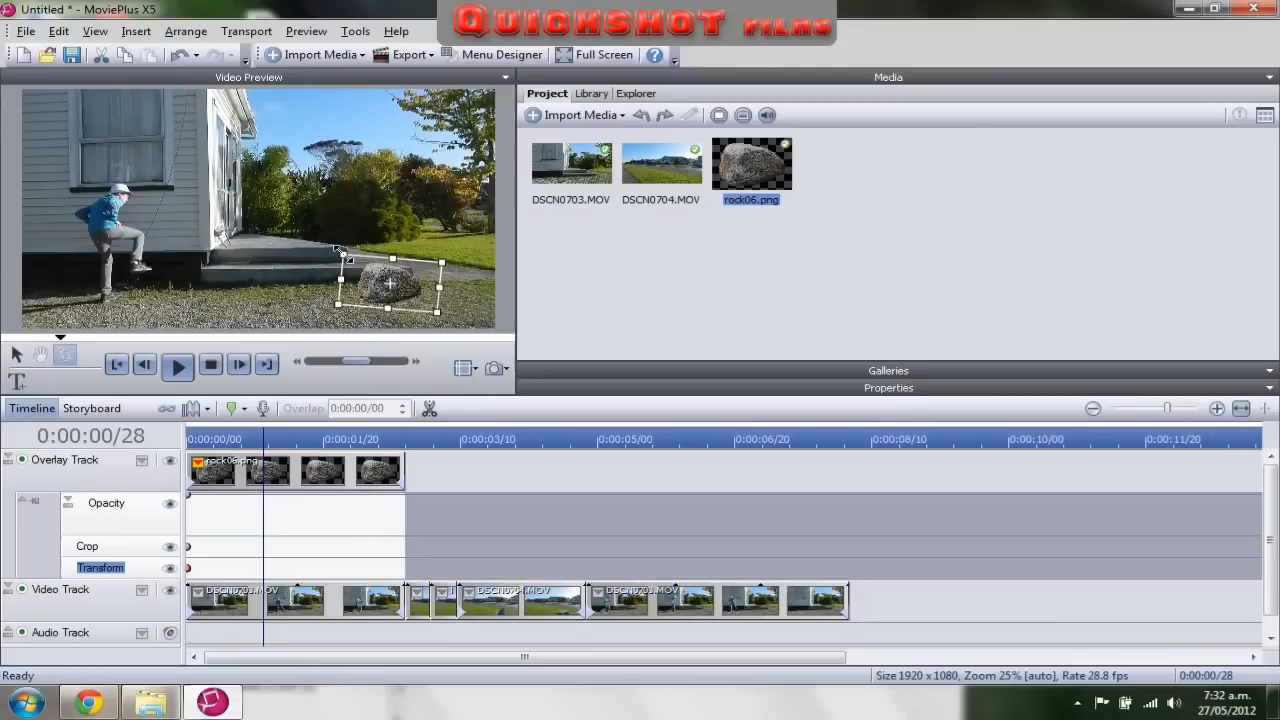 Untitled * - MoviePlus X5
QUICKSHOT FILMS
File Edit View Insert Arrange Transport Preview Tools Help
Import Media Export Menu Designer Full Screen
Video Preview Media
Project Library Explorer
Import Media
DSCN0703.MOV DSCN0704.MOV rock06.png
Galleries
Properties
Timeline Storyboard Overlap 0:00:00/00
0:00:00/28 0:00:00/00 0:00:01/20 0:00:03/10 0:00:05/00 0:00:06/20 0:00:08/10 0:00:10/00 0:00:11/20
Overlay Track rock06.png
Opacity
Crop
Transform
Video Track DSCN0703.MOV DSCN0704.MOV DSCN0703.MOV
Audio Track
Ready Size 1920 x 1080, Zoom 25% [auto], Rate 28.8 fps 0:00:00/28
7:32 a.m.
27/05/2012